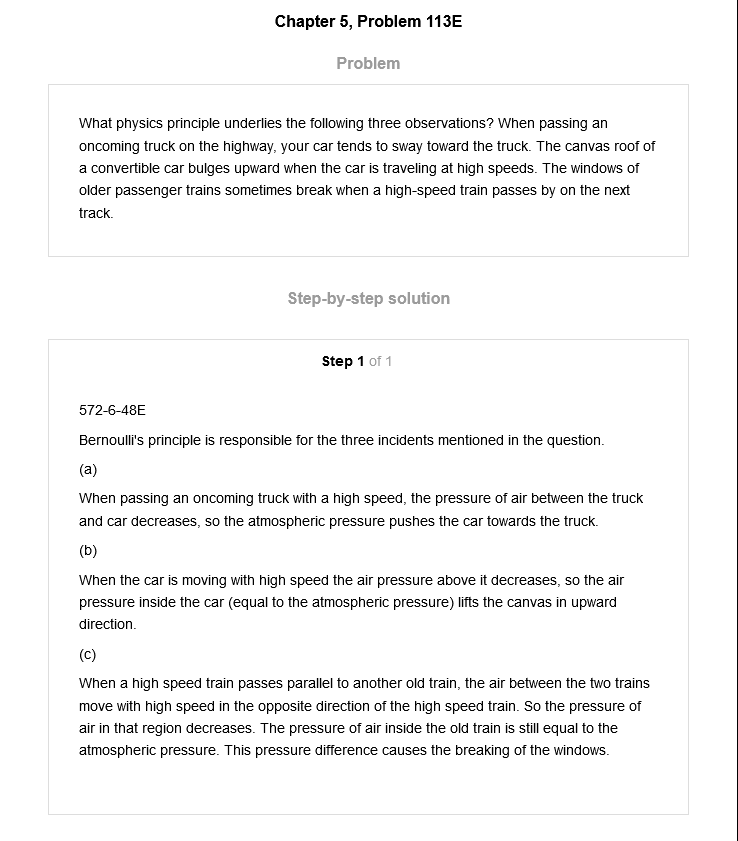 Chapter 5, Problem 113E
Problem
What physics principle underlies the following three observations? When passing an
oncoming truck on the highway, your car tends to sway toward the truck. The canvas roof of
a convertible car bulges upward when the car is traveling at high speeds. The windows of
older passenger trains sometimes break when a high-speed train passes by on the next
track.
Step-by-step solution
Step 1 of 1
572-6-48E
Bernoulli's principle is responsible for the three incidents mentioned in the question.
(a)
When passing an oncoming truck with a high speed, the pressure of air between the truck
and car decreases, so the atmospheric pressure pushes the car towards the truck.
(b)
When the car is moving with high speed the air pressure above it decreases, so the air
pressure inside the car (equal to the atmospheric pressure) lifts the canvas in upward
direction.
(c)
When a high speed train passes parallel to another old train, the air between the two trains
move with high speed in the opposite direction of the high speed train. So the pressure of
air in that region decreases. The pressure of air inside the old train is still equal to the
atmospheric pressure. This pressure difference causes the breaking of the windows.